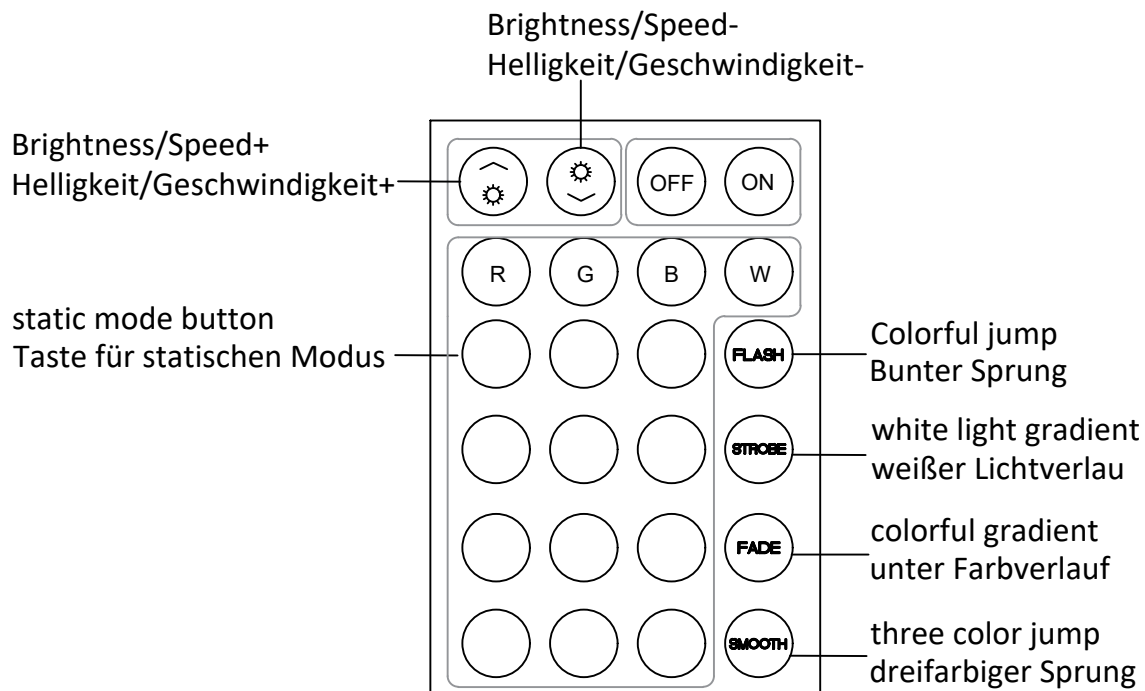 Brightness/Speed-
Helligkeit/Geschwindigkeit-
Brightness/Speed+
Helligkeit/Geschwindigkeit+
OFF
ON
R
G
B
W
static mode button
Taste für statischen Modus
FLASH
Colorful jump
Bunter Sprung
STROBE
white light gradient
weißer Lichtverlau
FADE
colorful gradient
unter Farbverlauf
SMOOTH
three color jump
dreifarbiger Sprung